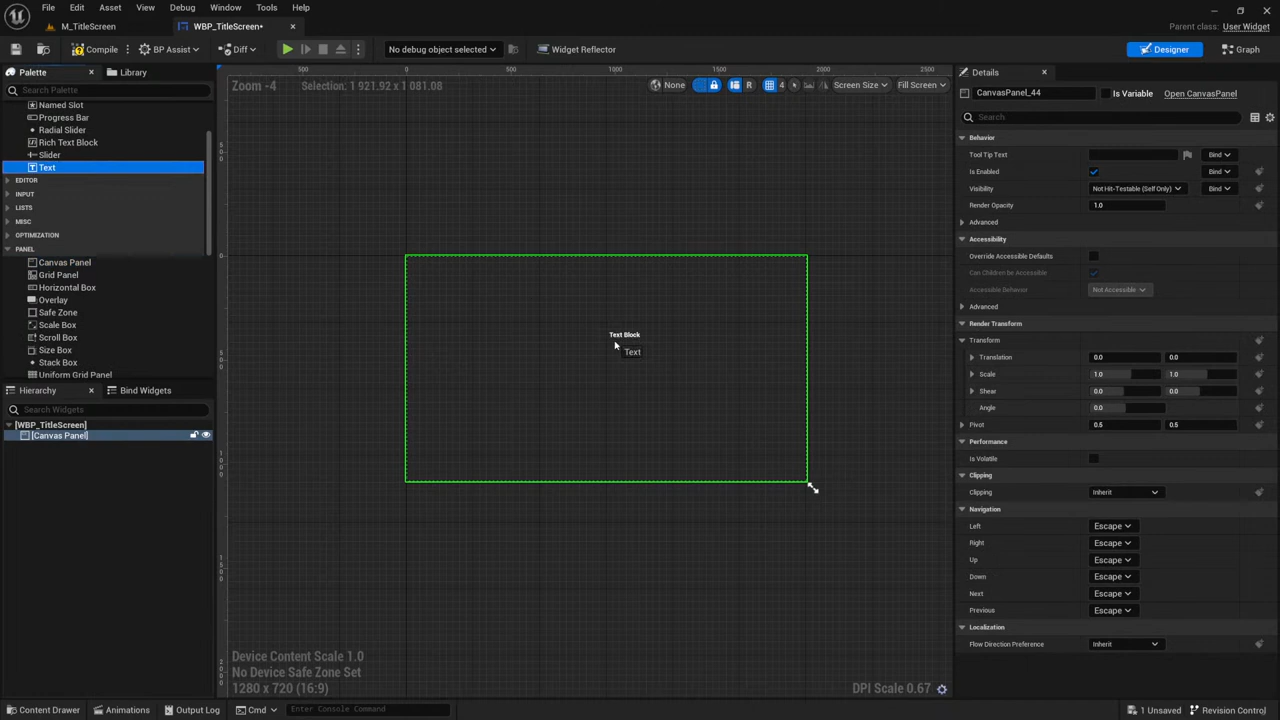 File Edit Asset View Debug Window Tools Help
M_TitleScreen
WBP_TitleScreen•
Parent class: User Widget
Compile
BP Assist
Diff
No debug object selected
Widget Reflector
Designer
Graph
Palette
Library
Search Palette
Named Slot
Progress Bar
Radial Slider
Rich Text Block
Slider
Text
EDITOR
INPUT
LISTS
MISC
OPTIMIZATION
PANEL
Canvas Panel
Grid Panel
Horizontal Box
Overlay
Safe Zone
Scale Box
Scroll Box
Size Box
Stack Box
Uniform Grid Panel
Hierarchy
Bind Widgets
Search Widgets
[WBP_TitleScreen]
[Canvas Panel]
500 0 500 1000 1500 2000 2500
Zoom -4
Selection: 1 921.92 x 1 081.08
None
R
4
Screen Size
Fill Screen
Text Block
Text
Device Content Scale 1.0
No Device Safe Zone Set
1280 x 720 (16:9)
DPI Scale 0.67
Details
CanvasPanel_44
Is Variable
Open CanvasPanel
Search
Behavior
Tool Tip Text
Bind
Is Enabled
Bind
Visibility
Not Hit-Testable (Self Only)
Bind
Render Opacity
1.0
Advanced
Accessibility
Override Accessible Defaults
Can Children be Accessible
Accessible Behavior
Not Accessible
Advanced
Render Transform
Transform
Translation 0.0 0.0
Scale 1.0 1.0
Shear 0.0 0.0
Angle 0.0
Pivot 0.5 0.5
Performance
Is Volatile
Clipping
Clipping Inherit
Navigation
Left Escape
Right Escape
Up Escape
Down Escape
Next Escape
Previous Escape
Localization
Flow Direction Preference Inherit
Content Drawer
Animations
Output Log
Cmd
Enter Console Command
1 Unsaved
Revision Control